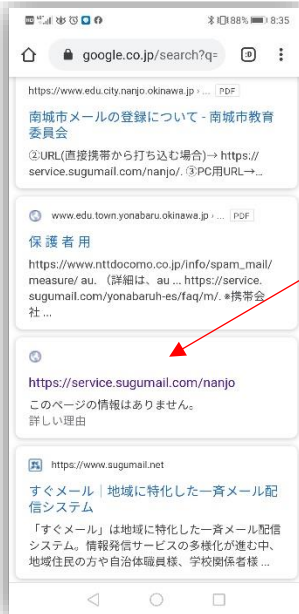 88% 8:35
google.co.jp/search?q=
https://www.edu.city.nanjo.okinawa.jp › ... PDF
南城市メールの登録について - 南城市教育
委員会
②URL(直接携帯から打ち込む場合)→ https://
service.sugumail.com/nanjo/. ③PC用URL→...
www.edu.town.yonabaru.okinawa.jp › ... PDF
保 護 者 用
https://www.nttdocomo.co.jp/info/spam_mail/
measure/ au. （詳細は、au ... https://service.
sugumail.com/yonabaruh-es/faq/m/. ※携帯会
社 ...
https://service.sugumail.com/nanjo
このページの情報はありません。
詳しい理由
https://www.sugumail.net
すぐメール｜地域に特化した一斉メール配
信システム
「すぐメール」は地域に特化した一斉メール配信
システム。情報発信サービスの多様化が進む中、
地域住民の方や自治体職員様、学校関係者様 ...